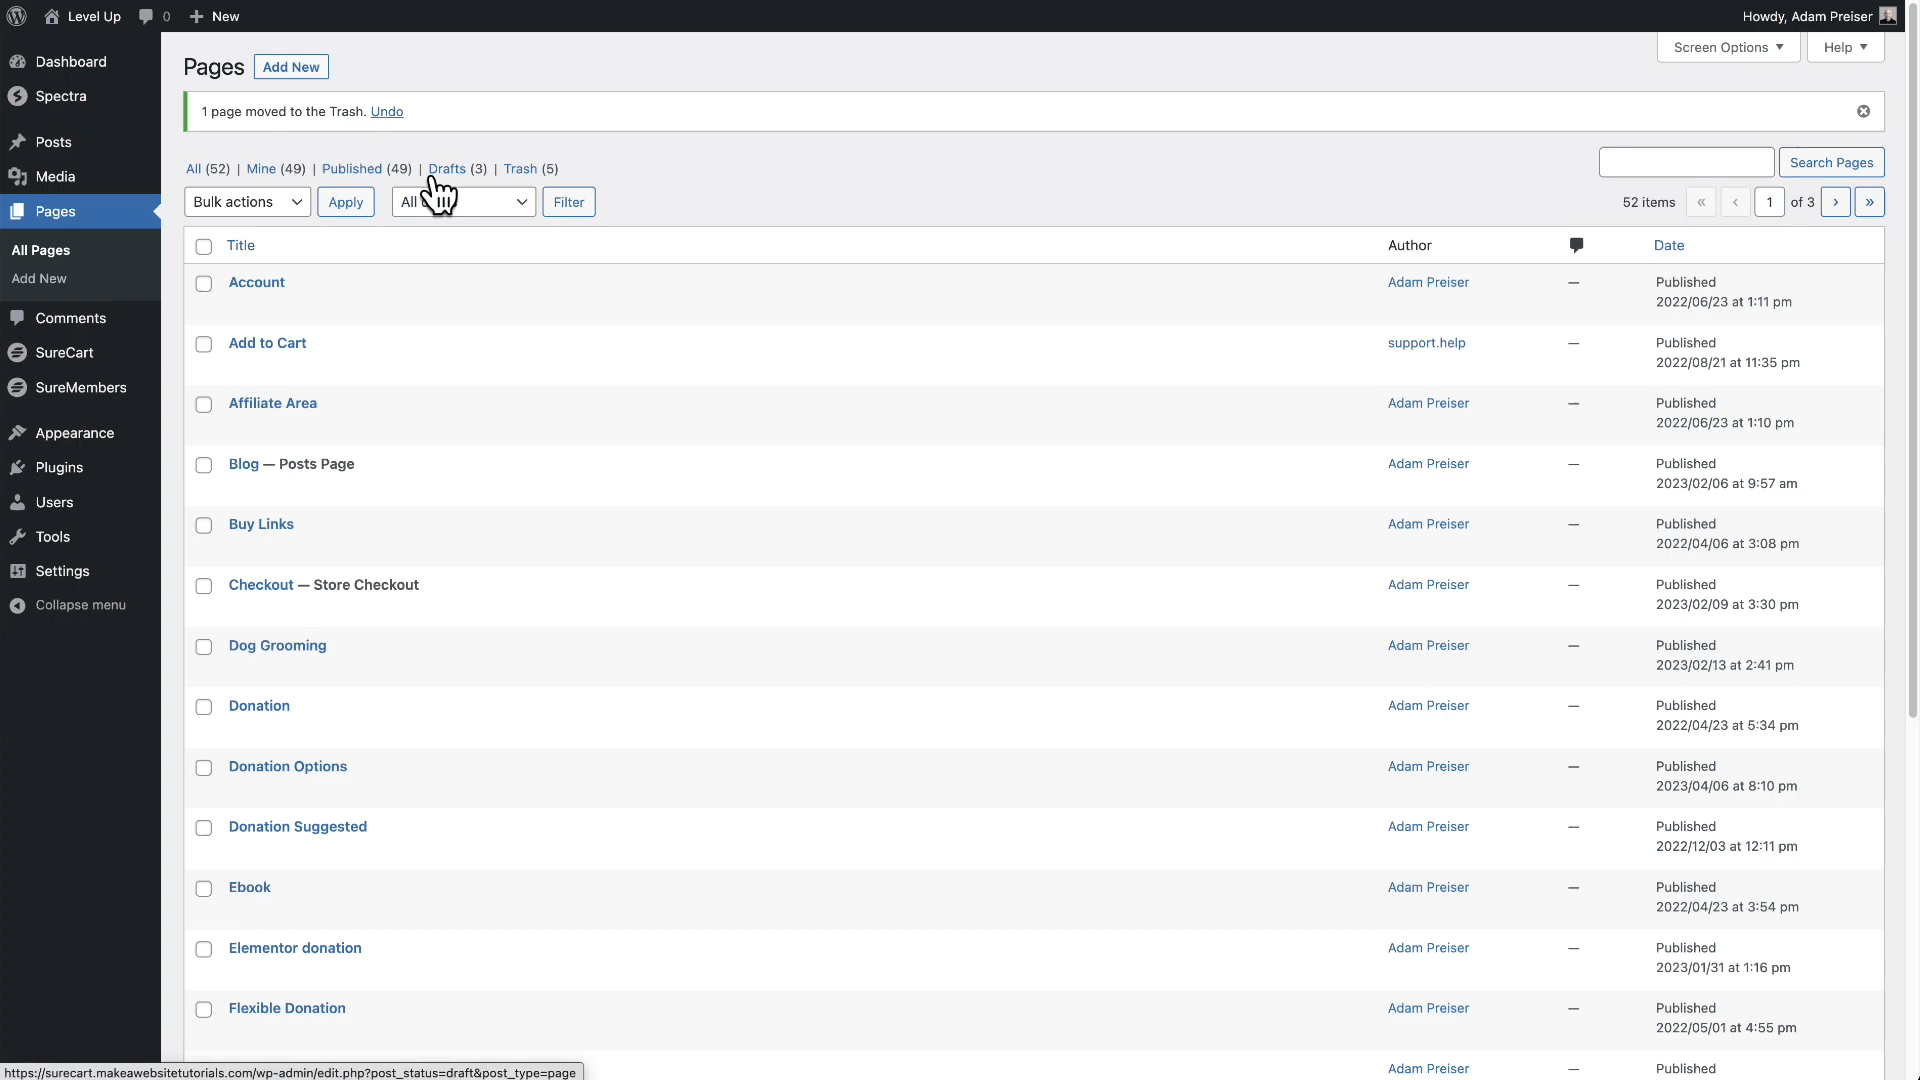 Level Up 0 New Howdy, Adam Preiser
Dashboard
Spectra
Posts
Media
Pages
All Pages
Add New
Comments
SureCart
SureMembers
Appearance
Plugins
Users
Tools
Settings
Collapse menu
Screen Options Help
Pages Add New
1 page moved to the Trash. Undo
All (52) | Mine (49) | Published (49) | Drafts (3) | Trash (5)
Search Pages
Bulk actions Apply All Filter
52 items « ‹ 1 of 3 › »
Title Author Date
Account Adam Preiser — Published
2022/06/23 at 1:11 pm
Add to Cart support.help — Published
2022/08/21 at 11:35 pm
Affiliate Area Adam Preiser — Published
2022/06/23 at 1:10 pm
Blog — Posts Page Adam Preiser — Published
2023/02/06 at 9:57 am
Buy Links Adam Preiser — Published
2022/04/06 at 3:08 pm
Checkout — Store Checkout Adam Preiser — Published
2023/02/09 at 3:30 pm
Dog Grooming Adam Preiser — Published
2023/02/13 at 2:41 pm
Donation Adam Preiser — Published
2022/04/23 at 5:34 pm
Donation Options Adam Preiser — Published
2023/04/06 at 8:10 pm
Donation Suggested Adam Preiser — Published
2022/12/03 at 12:11 pm
Ebook Adam Preiser — Published
2022/04/23 at 3:54 pm
Elementor donation Adam Preiser — Published
2023/01/31 at 1:16 pm
Flexible Donation Adam Preiser — Published
2022/05/01 at 4:55 pm
Adam Preiser — Published
https://surecart.makeawebsitetutorials.com/wp-admin/edit.php?post_status=draft&post_type=page